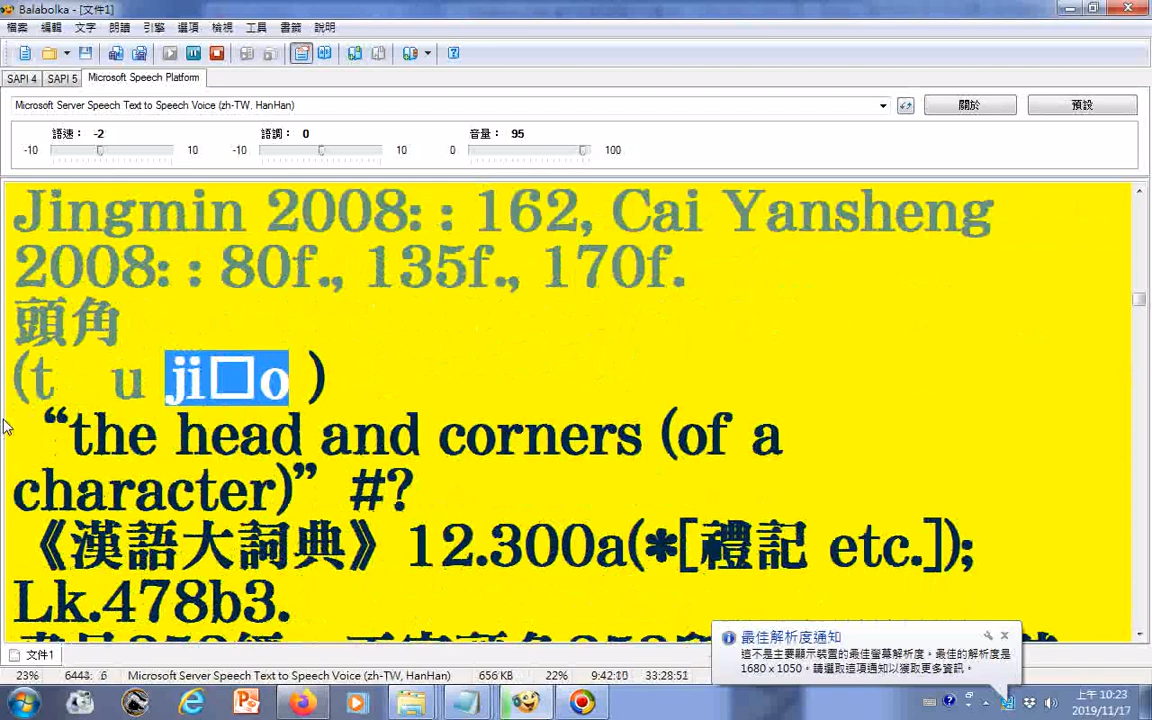 Balabolka - [文件1]
檔案 編輯 文字 朗讀 引擎 選項 檢視 工具 書籤 說明
SAPI 4 SAPI 5 Microsoft Speech Platform
Microsoft Server Speech Text to Speech Voice (zh-TW, HanHan)
關於 預設
語速： -2 語調： 0 音量： 95
-10 10 -10 10 0 100
Jingmin 2008: : 162, Cai Yansheng
2008: : 80f., 135f., 170f.
頭角
(t u ji□o )
“the head and corners (of a
character)” #?
《漢語大詞典》12.300a(*[禮記 etc.]);
Lk.478b3.
文件1
23% 6443: 6 Microsoft Server Speech Text to Speech Voice (zh-TW, HanHan) 656 KB 22% 9:42:10 33:28:51
最佳解析度通知
這不是主要顯示裝置的最佳螢幕解析度。最佳的解析度是
1680 x 1050。請選取這項通知以獲取更多資訊。
上午 10:23
2019/11/17